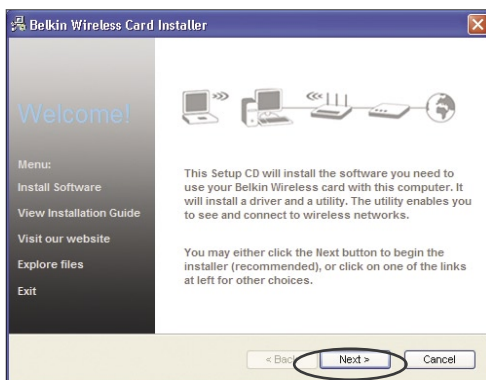 Belkin Wireless Card Installer
Welcome!
Menu:
Install Software
View Installation Guide
Visit our website
Explore files
Exit
This Setup CD will install the software you need to
use your Belkin Wireless card with this computer. It
will install a driver and a utility. The utility enables you
to see and connect to wireless networks.
You may either click the Next button to begin the
installer (recommended), or click on one of the links
at left for other choices.
< Back
Next >
Cancel